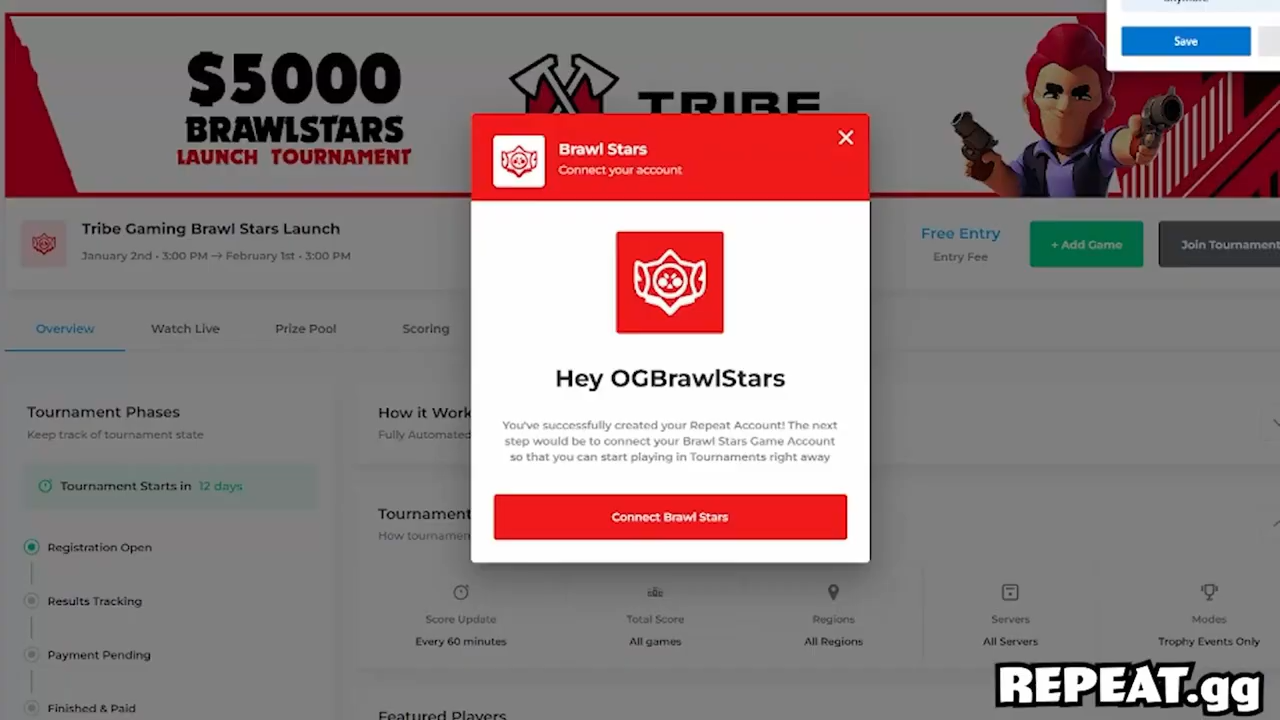 Save
$5000
BRAWLSTARS
LAUNCH TOURNAMENT
TRIBE
Brawl Stars
Connect your account
Tribe Gaming Brawl Stars Launch
January 2nd - 3:00 PM → February 1st - 3:00 PM
Free Entry
Entry Fee
+ Add Game
Join Tournament
Overview
Watch Live
Prize Pool
Scoring
Hey OGBrawlStars
You've successfully created your Repeat Account! The next
step would be to connect your Brawl Stars Game Account
so that you can start playing in Tournaments right away
Connect Brawl Stars
Tournament Phases
Keep track of tournament state
Tournament Starts in 12 days
Registration Open
Results Tracking
Payment Pending
Finished & Paid
How it Work
Fully Automated
Tournament
How tournamen
Score Update
Every 60 minutes
Total Score
All games
Regions
All Regions
Servers
All Servers
Modes
Trophy Events Only
Featured Players
REPEAT.gg